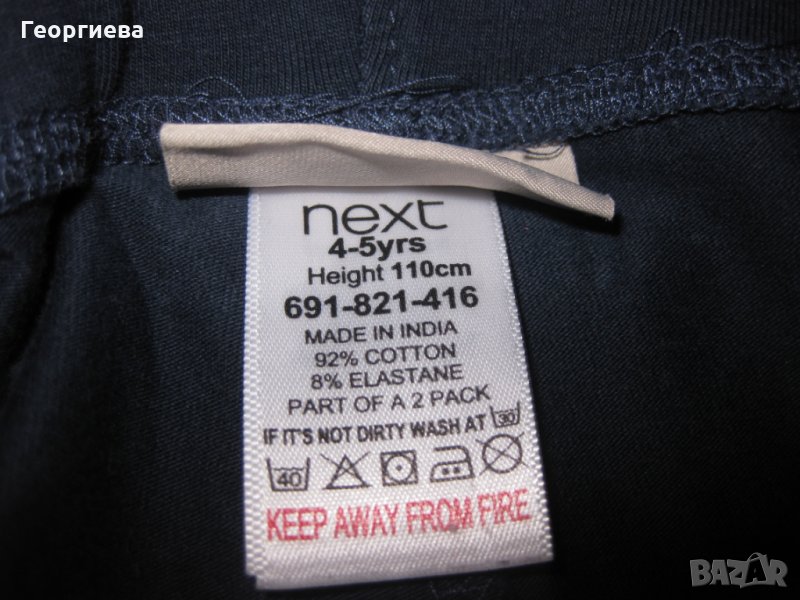 Георгиева
next
4-5yrs
Height 110cm
691-821-416
MADE IN INDIA
92% COTTON
8% ELASTANE
PART OF A 2 PACK
IF IT'S NOT DIRTY WASH AT 30
40
KEEP AWAY FROM FIRE
BAZAR